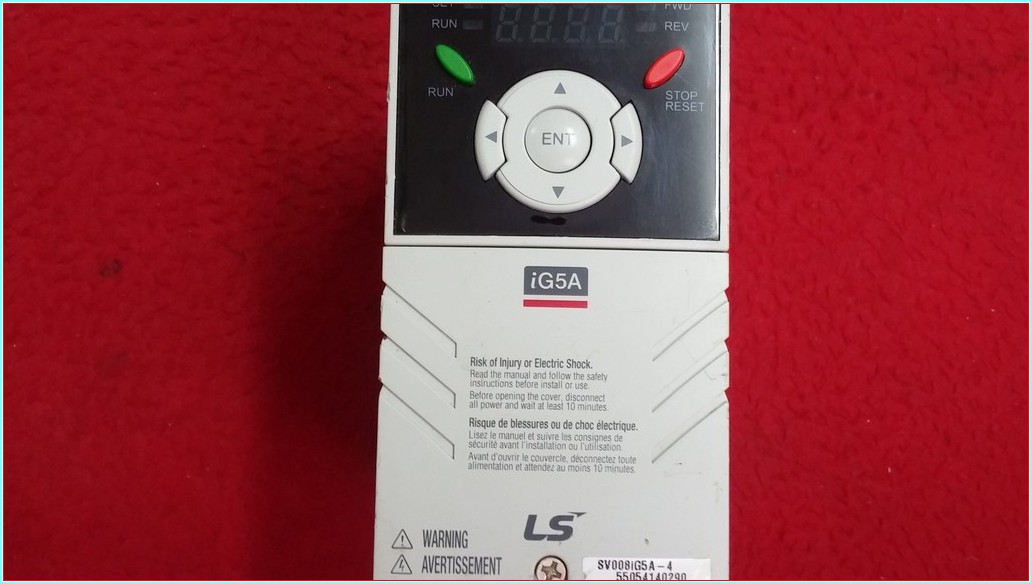 SET
FWD
RUN
REV
RUN
STOP
RESET
ENT
iG5A
Risk of Injury or Electric Shock.
Read the manual and follow the safety
instructions before install or use.
Before opening the cover, disconnect
all power and wait at least 10 minutes.
Risque de blessures ou de choc électrique.
Lisez le manuel et suivre les consignes de
sécurité avant l'installation ou l'utilisation.
Avant d'ouvrir le couvercle, déconnectez toute
alimentation et attendez au moins 10 minutes.
LS
WARNING
AVERTISSEMENT
SV008iG5A-4
55054140290